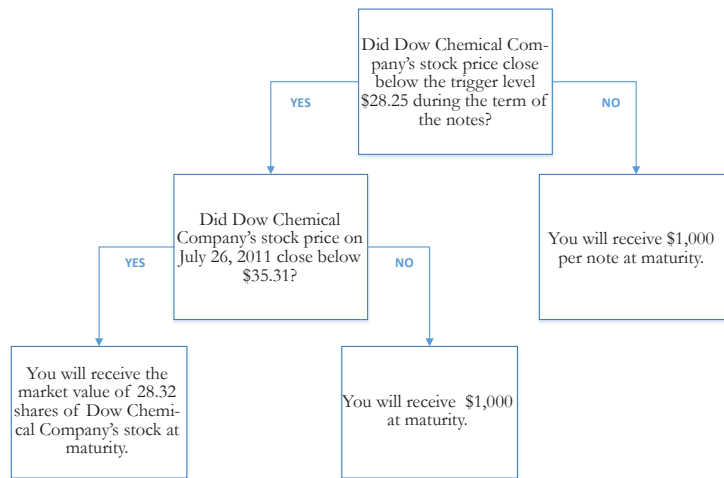 Did Dow Chemical Com-
pany's stock price close
below the trigger level
$28.25 during the term of
the notes?
YES
NO
Did Dow Chemical
Company's stock price on
July 26, 2011 close below
$35.31?
You will receive $1,000
per note at maturity.
YES
NO
You will receive the
market value of 28.32
shares of Dow Chemi-
cal Company's stock at
maturity.
You will receive $1,000
at maturity.